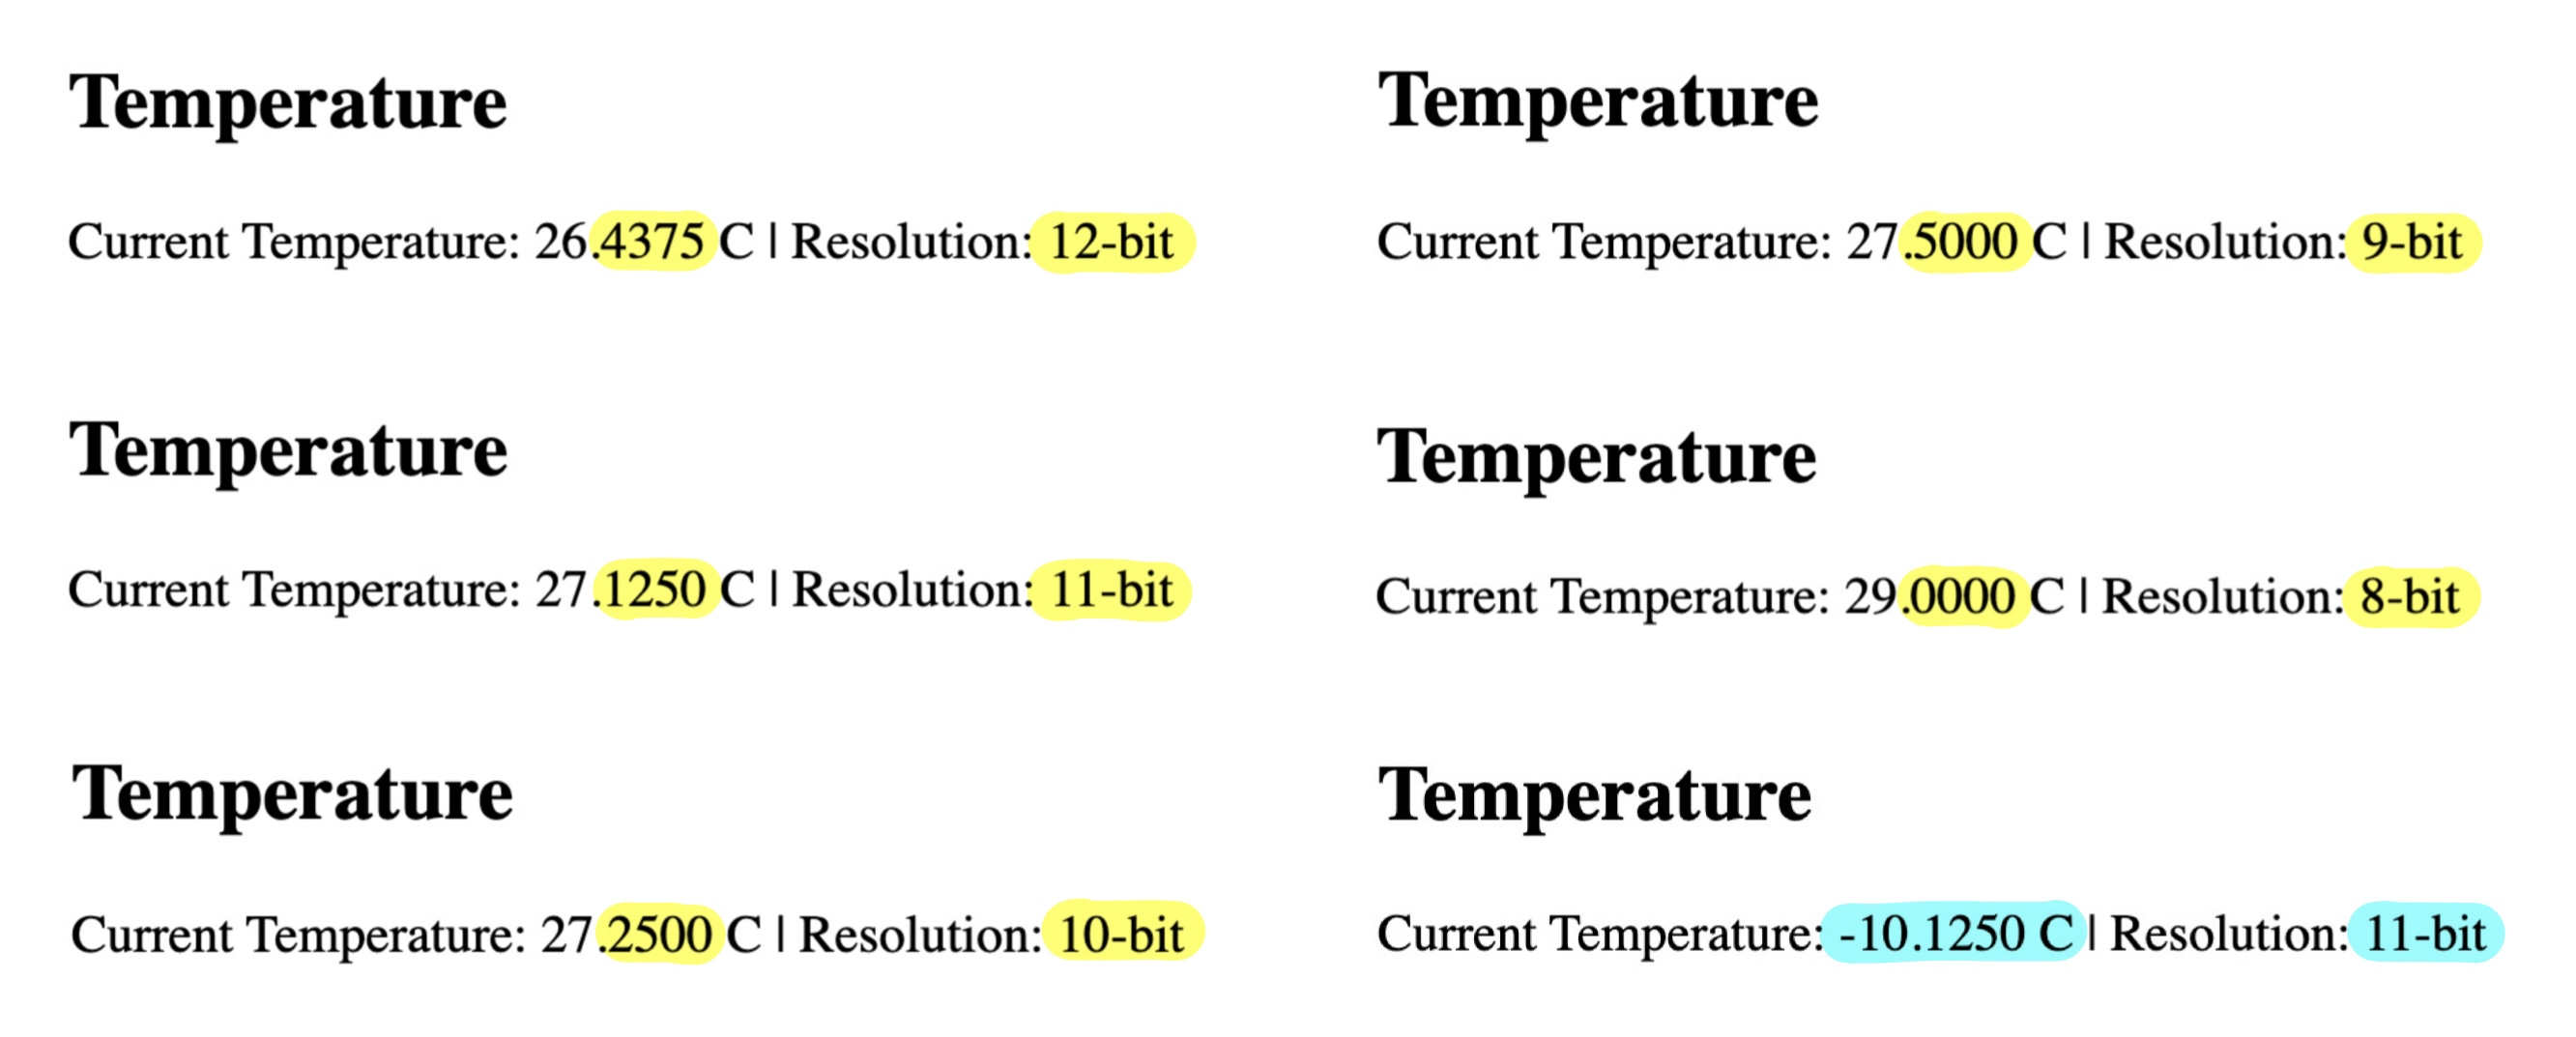 Temperature
Current Temperature: 26.4375 C | Resolution: 12-bit
Temperature
Current Temperature: 27.1250 C | Resolution: 11-bit
Temperature
Current Temperature: 27.2500 C | Resolution: 10-bit
Temperature
Current Temperature: 27.5000 C | Resolution: 9-bit
Temperature
Current Temperature: 29.0000 C | Resolution: 8-bit
Temperature
Current Temperature: -10.1250 C | Resolution: 11-bit